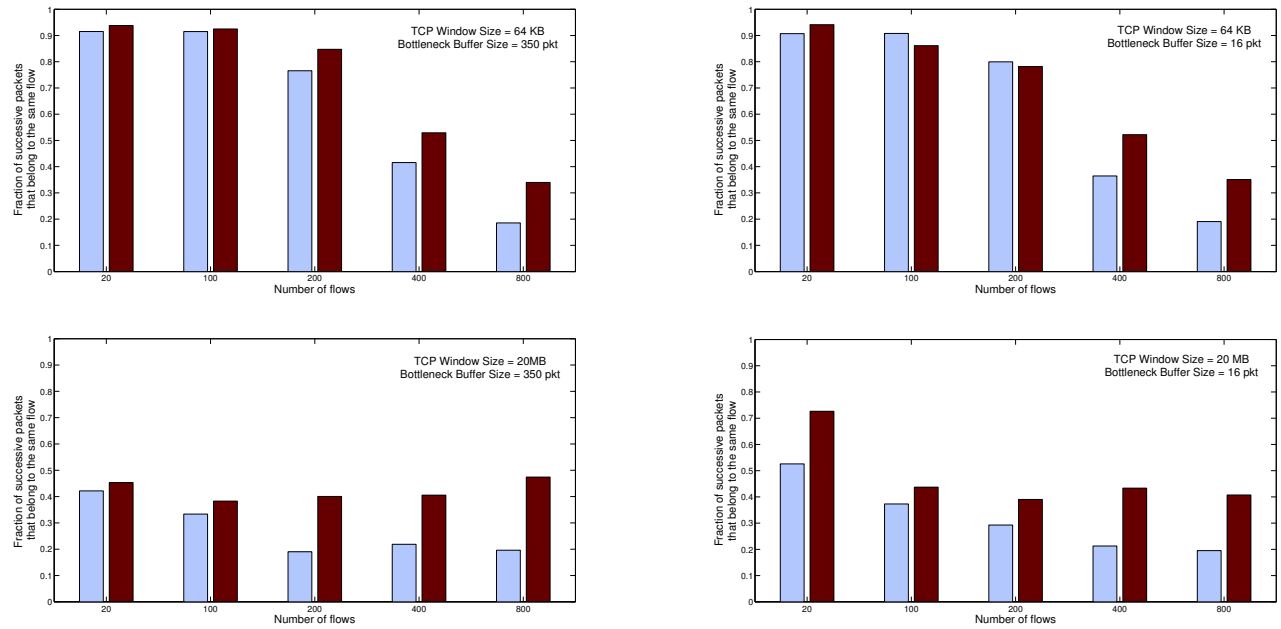 TCP Window Size = 64 KB
Bottleneck Buffer Size = 350 pkt
Fraction of successive packets
that belong to the same flow
1
0.9
0.8
0.7
0.6
0.5
0.4
0.3
0.2
0.1
0
20 100 200 400 800
Number of flows
TCP Window Size = 64 KB
Bottleneck Buffer Size = 16 pkt
Fraction of successive packets
that belong to the same flow
1
0.9
0.8
0.7
0.6
0.5
0.4
0.3
0.2
0.1
0
20 100 200 400 800
Number of flows
TCP Window Size = 20MB
Bottleneck Buffer Size = 350 pkt
Fraction of successive packets
that belong to the same flow
1
0.9
0.8
0.7
0.6
0.5
0.4
0.3
0.2
0.1
0
20 100 200 400 800
Number of flows
TCP Window Size = 20 MB
Bottleneck Buffer Size = 16 pkt
Fraction of successive packets
that belong to the same flow
1
0.9
0.8
0.7
0.6
0.5
0.4
0.3
0.2
0.1
0
20 100 200 400 800
Number of flows